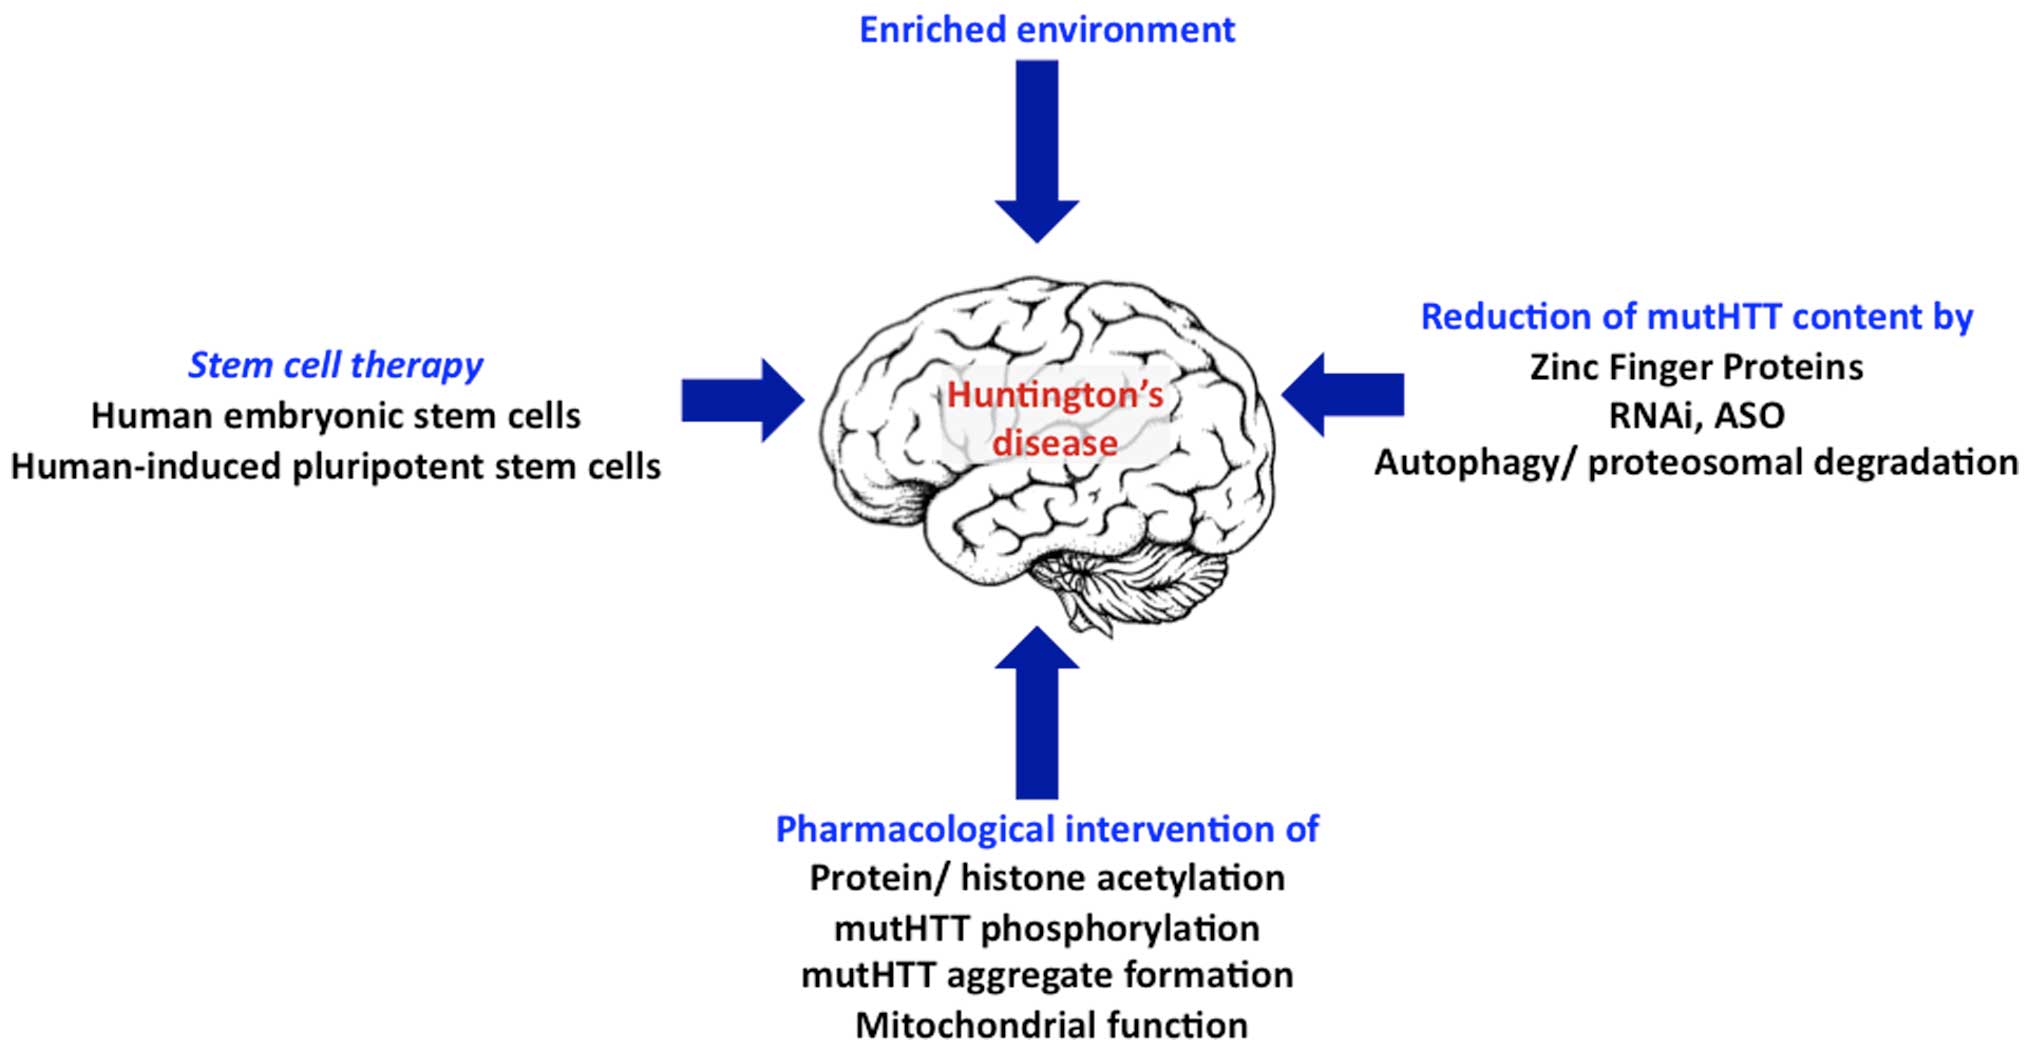 Enriched environment
Stem cell therapy
Human embryonic stem cells
Human-induced pluripotent stem cells
Huntington's
disease
Reduction of mutHTT content by
Zinc Finger Proteins
RNAi, ASO
Autophagy/ proteosomal degradation
Pharmacological intervention of
Protein/ histone acetylation
mutHTT phosphorylation
mutHTT aggregate formation
Mitochondrial function